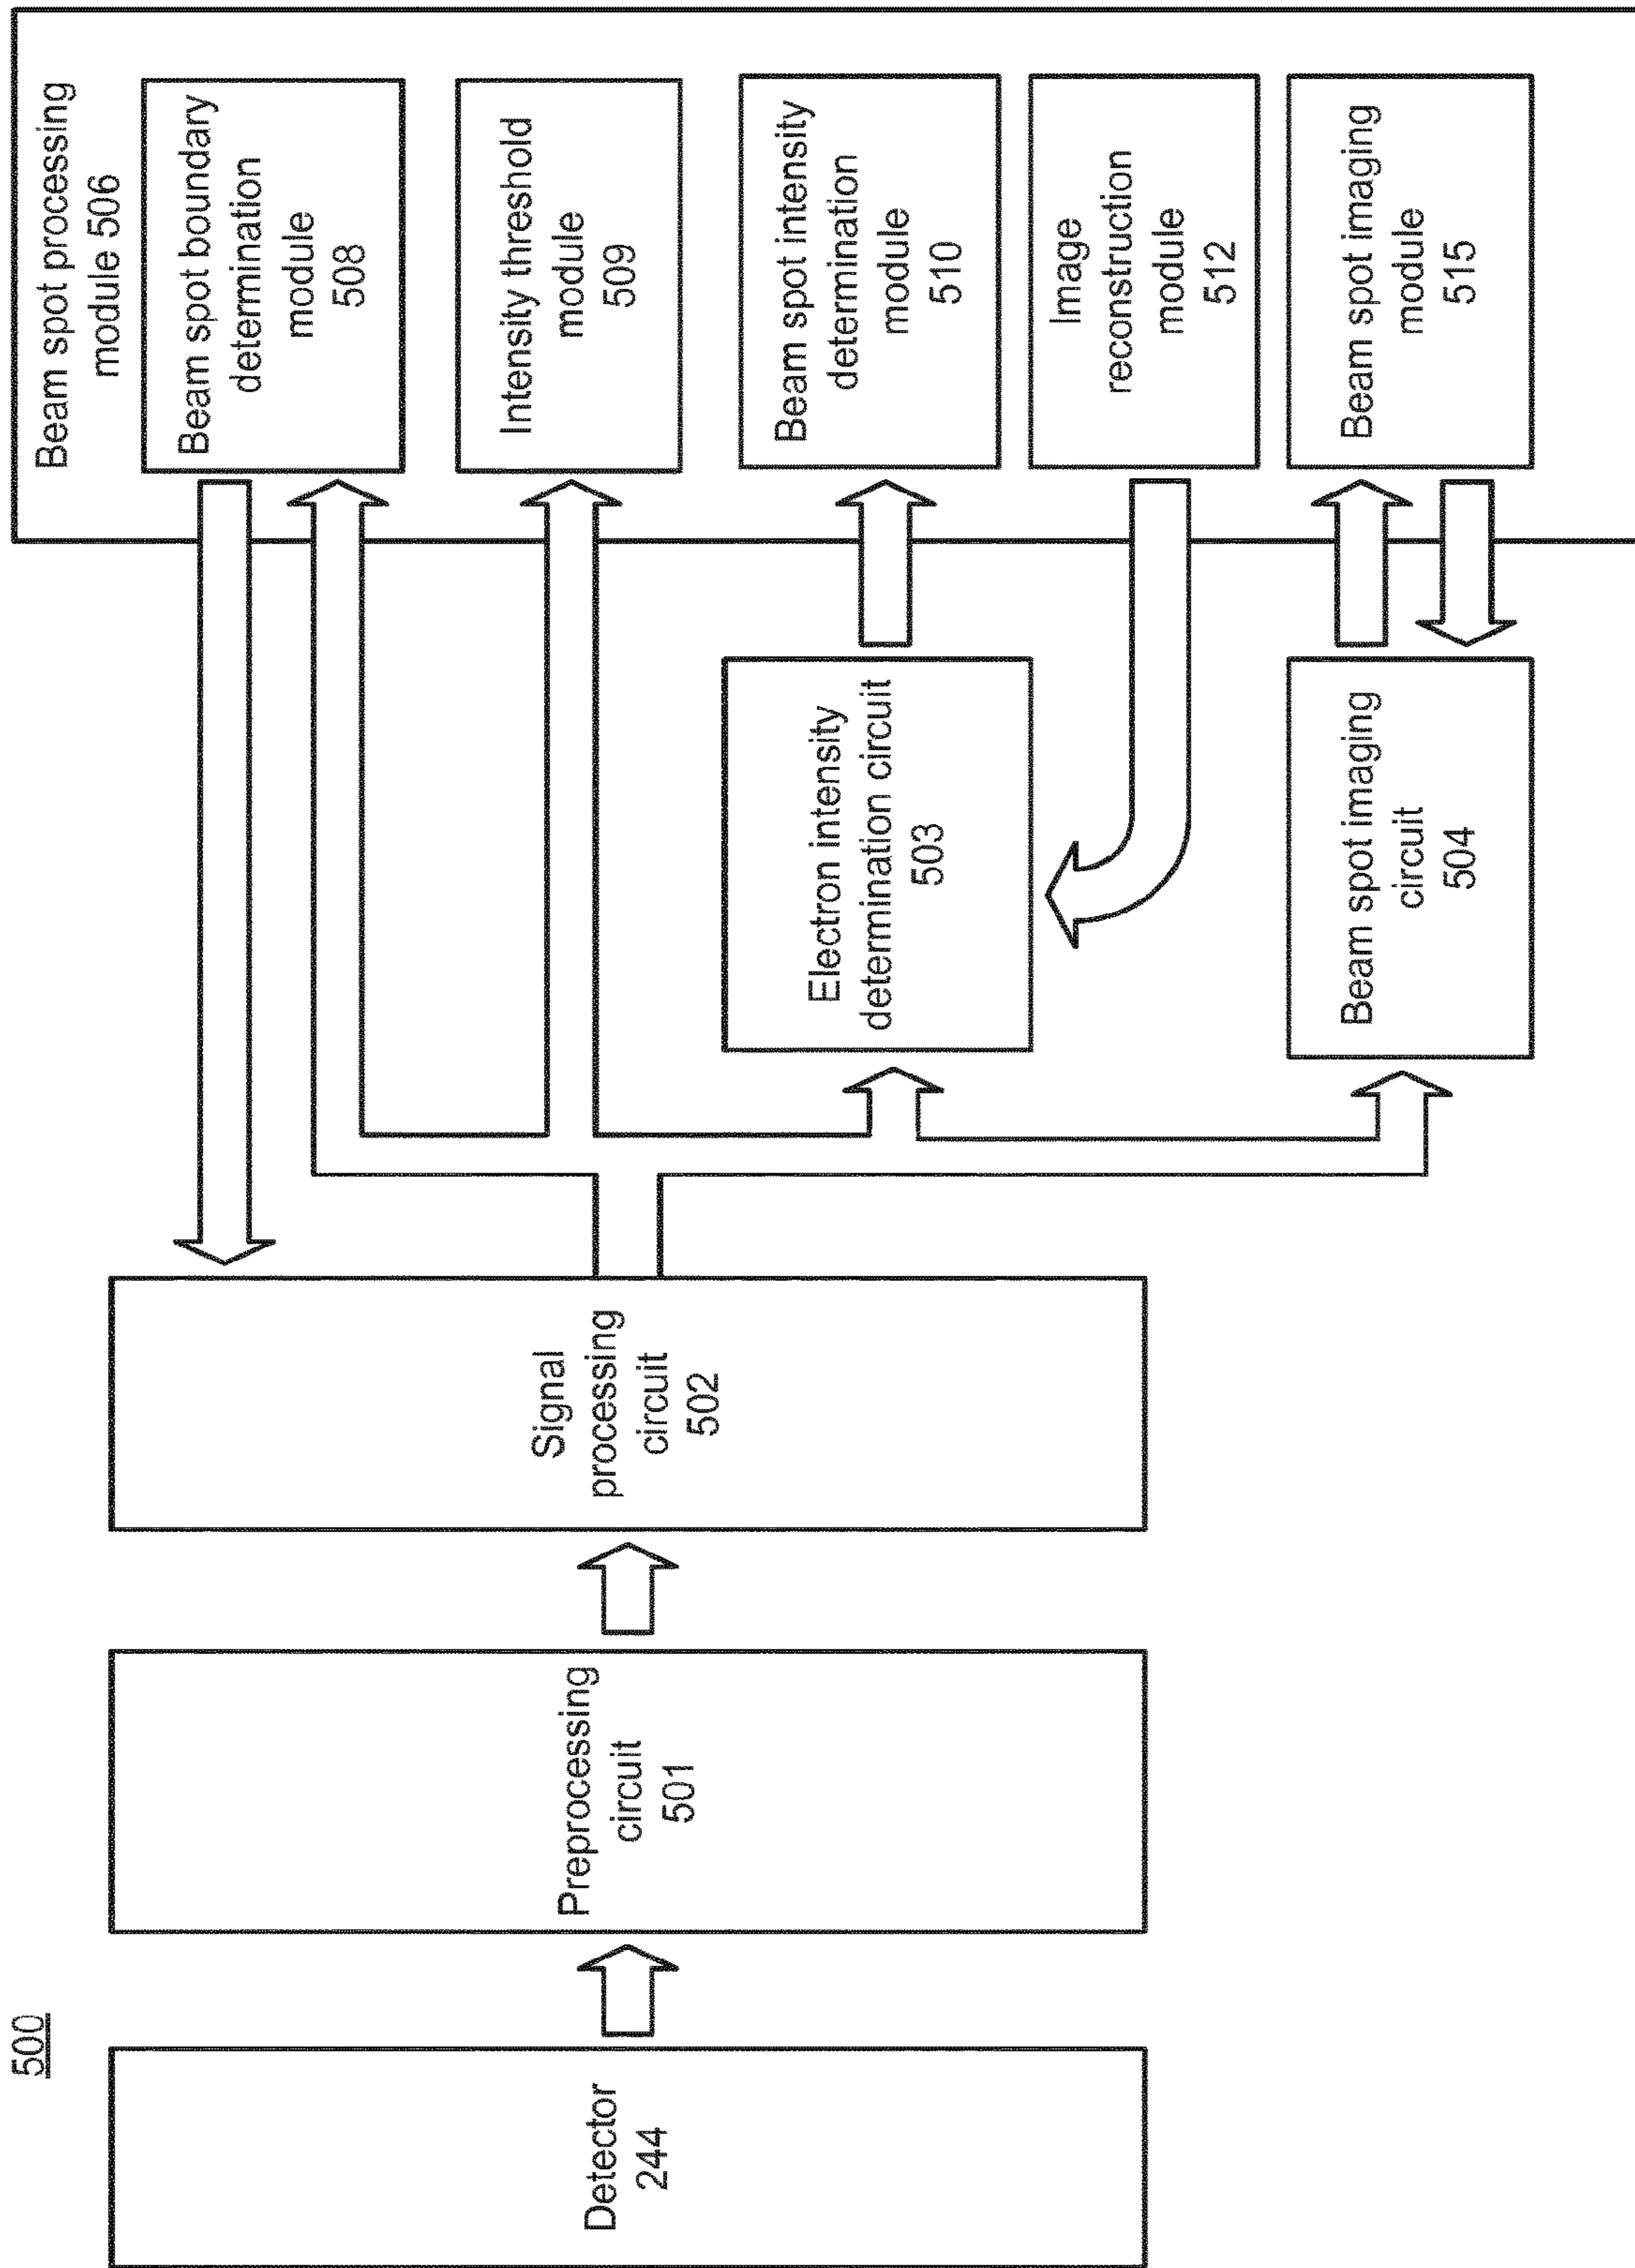 500
Detector
244
Preprocessing
circuit
501
Signal
processing
circuit
502
Electron intensity
determination circuit
503
Beam spot imaging
circuit
504
Beam spot processing
module 506
Beam spot boundary
determination
module
508
Intensity threshold
module
509
Beam spot intensity
determination
module
510
Image
reconstruction
module
512
Beam spot imaging
module
515